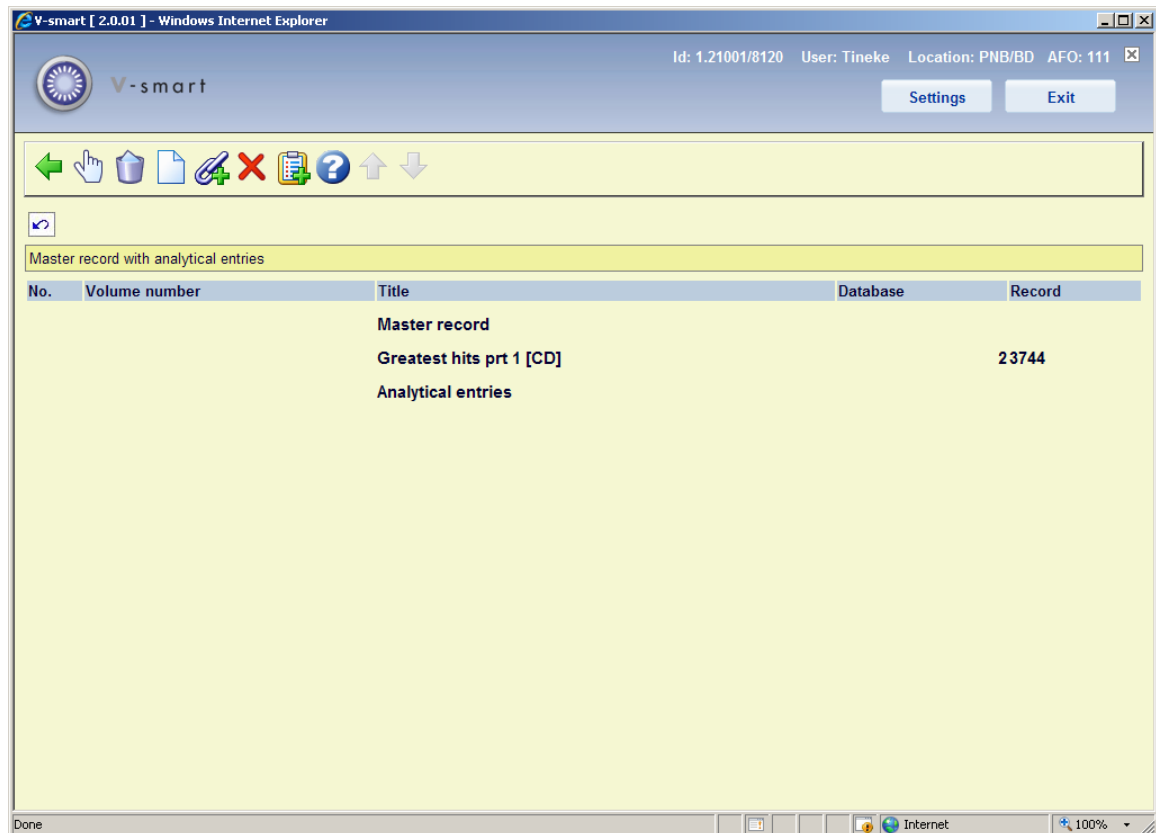 V-smart [ 2.0.01 ] - Windows Internet Explorer
Id: 1.21001/8120 User: Tineke Location: PNB/BD AFO: 111
V-smart
Settings Exit
Master record with analytical entries
No. Volume number Title Database Record
Master record
Greatest hits prt 1 [CD] 2 3744
Analytical entries
Done Internet 100%